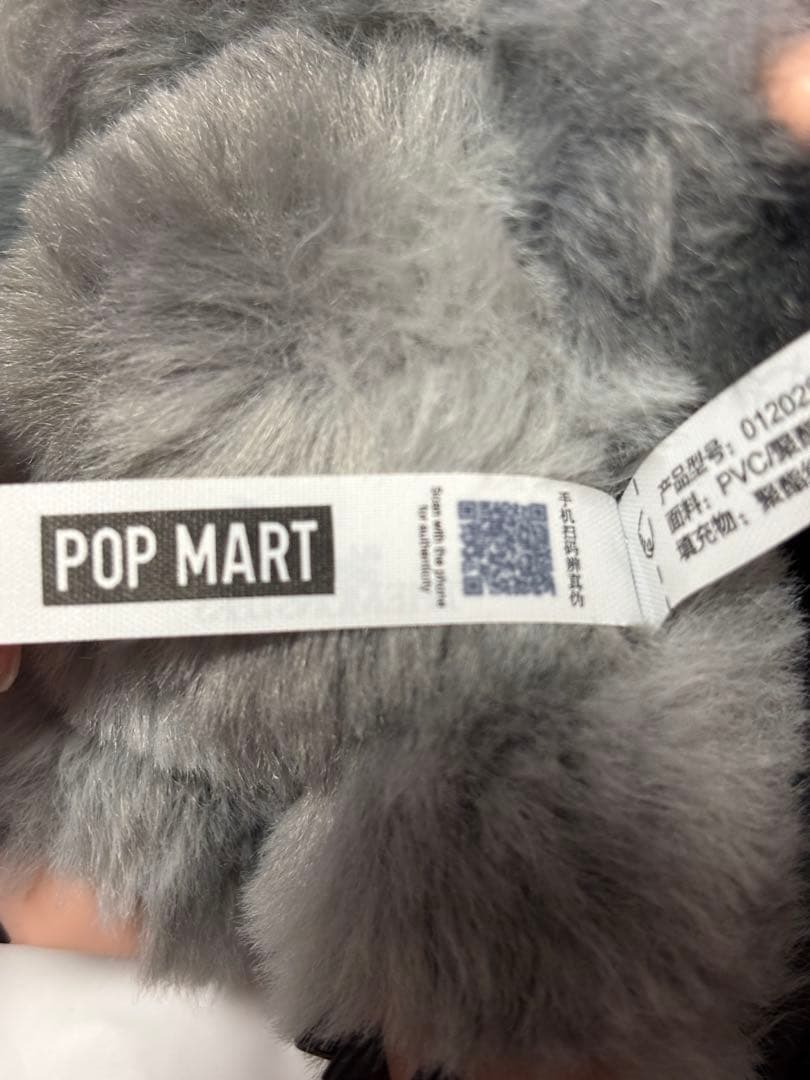 POP MART
Scan with the phone
for authenticity
手机扫码辨真伪
产品型号: 01202
面料: PVC/聚
填充物: 聚酯